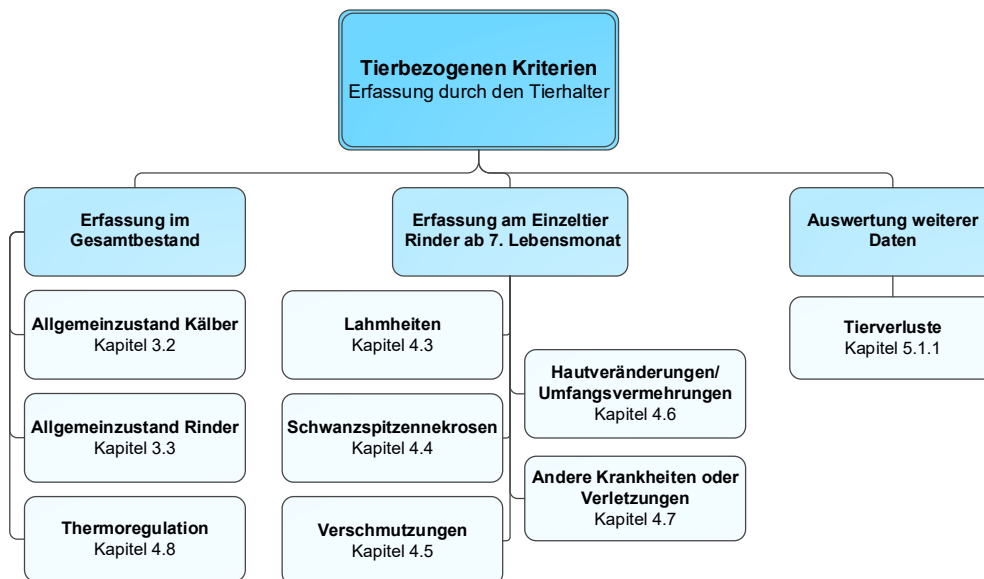 Tierbezogenen Kriterien
Erfassung durch den Tierhalter
Erfassung im
Gesamtbestand
Allgemeinzustand Kälber
Kapitel 3.2
Allgemeinzustand Rinder
Kapitel 3.3
Thermoregulation
Kapitel 4.8
Erfassung am Einzeltier
Rinder ab 7. Lebensmonat
Lahmheiten
Kapitel 4.3
Schwanzspitzennekrosen
Kapitel 4.4
Verschmutzungen
Kapitel 4.5
Hautveränderungen/
Umfangsvermehrungen
Kapitel 4.6
Andere Krankheiten oder
Verletzungen
Kapitel 4.7
Auswertung weiterer
Daten
Tierverluste
Kapitel 5.1.1